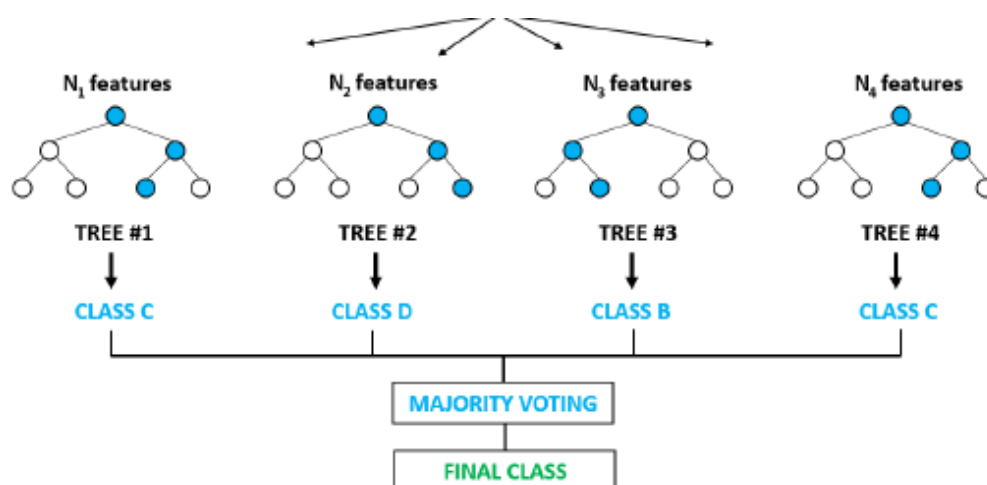 N₁ features N₂ features N₃ features N₄ features
TREE #1 TREE #2 TREE #3 TREE #4
CLASS C CLASS D CLASS B CLASS C
MAJORITY VOTING
FINAL CLASS